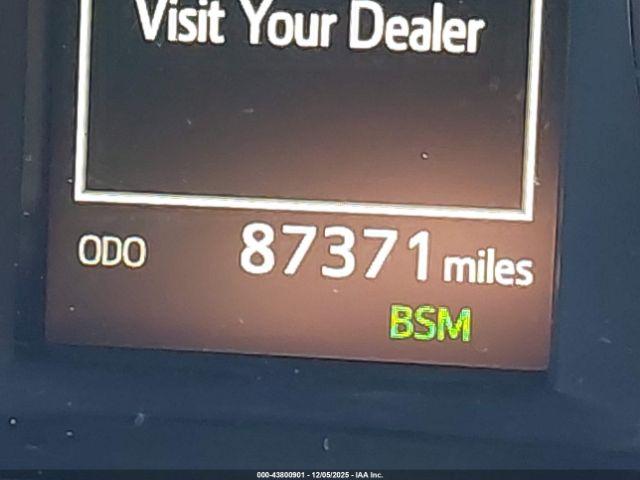 Visit Your Dealer
ODO 87371 miles
BSM
000-43800901 - 12/05/2025 - IAA Inc.